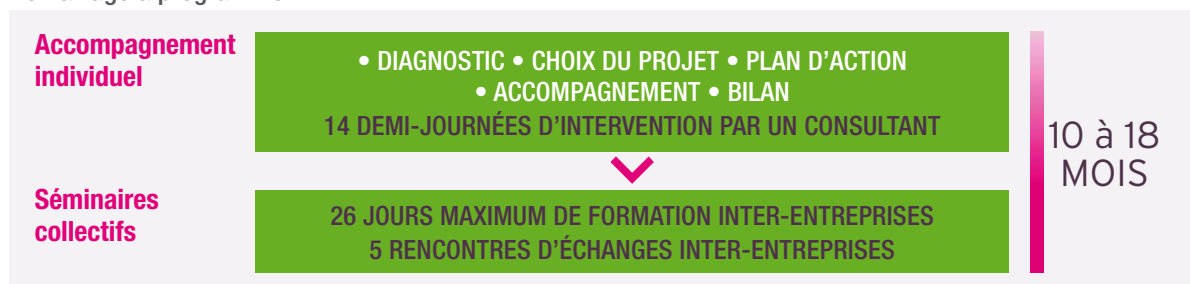 Accompagnement
individuel
• DIAGNOSTIC • CHOIX DU PROJET • PLAN D’ACTION
• ACCOMPAGNEMENT • BILAN
14 DEMI-JOURNÉES D’INTERVENTION PAR UN CONSULTANT
10 à 18
MOIS
Séminaires
collectifs
26 JOURS MAXIMUM DE FORMATION INTER-ENTREPRISES
5 RENCONTRES D’ÉCHANGES INTER-ENTREPRISES